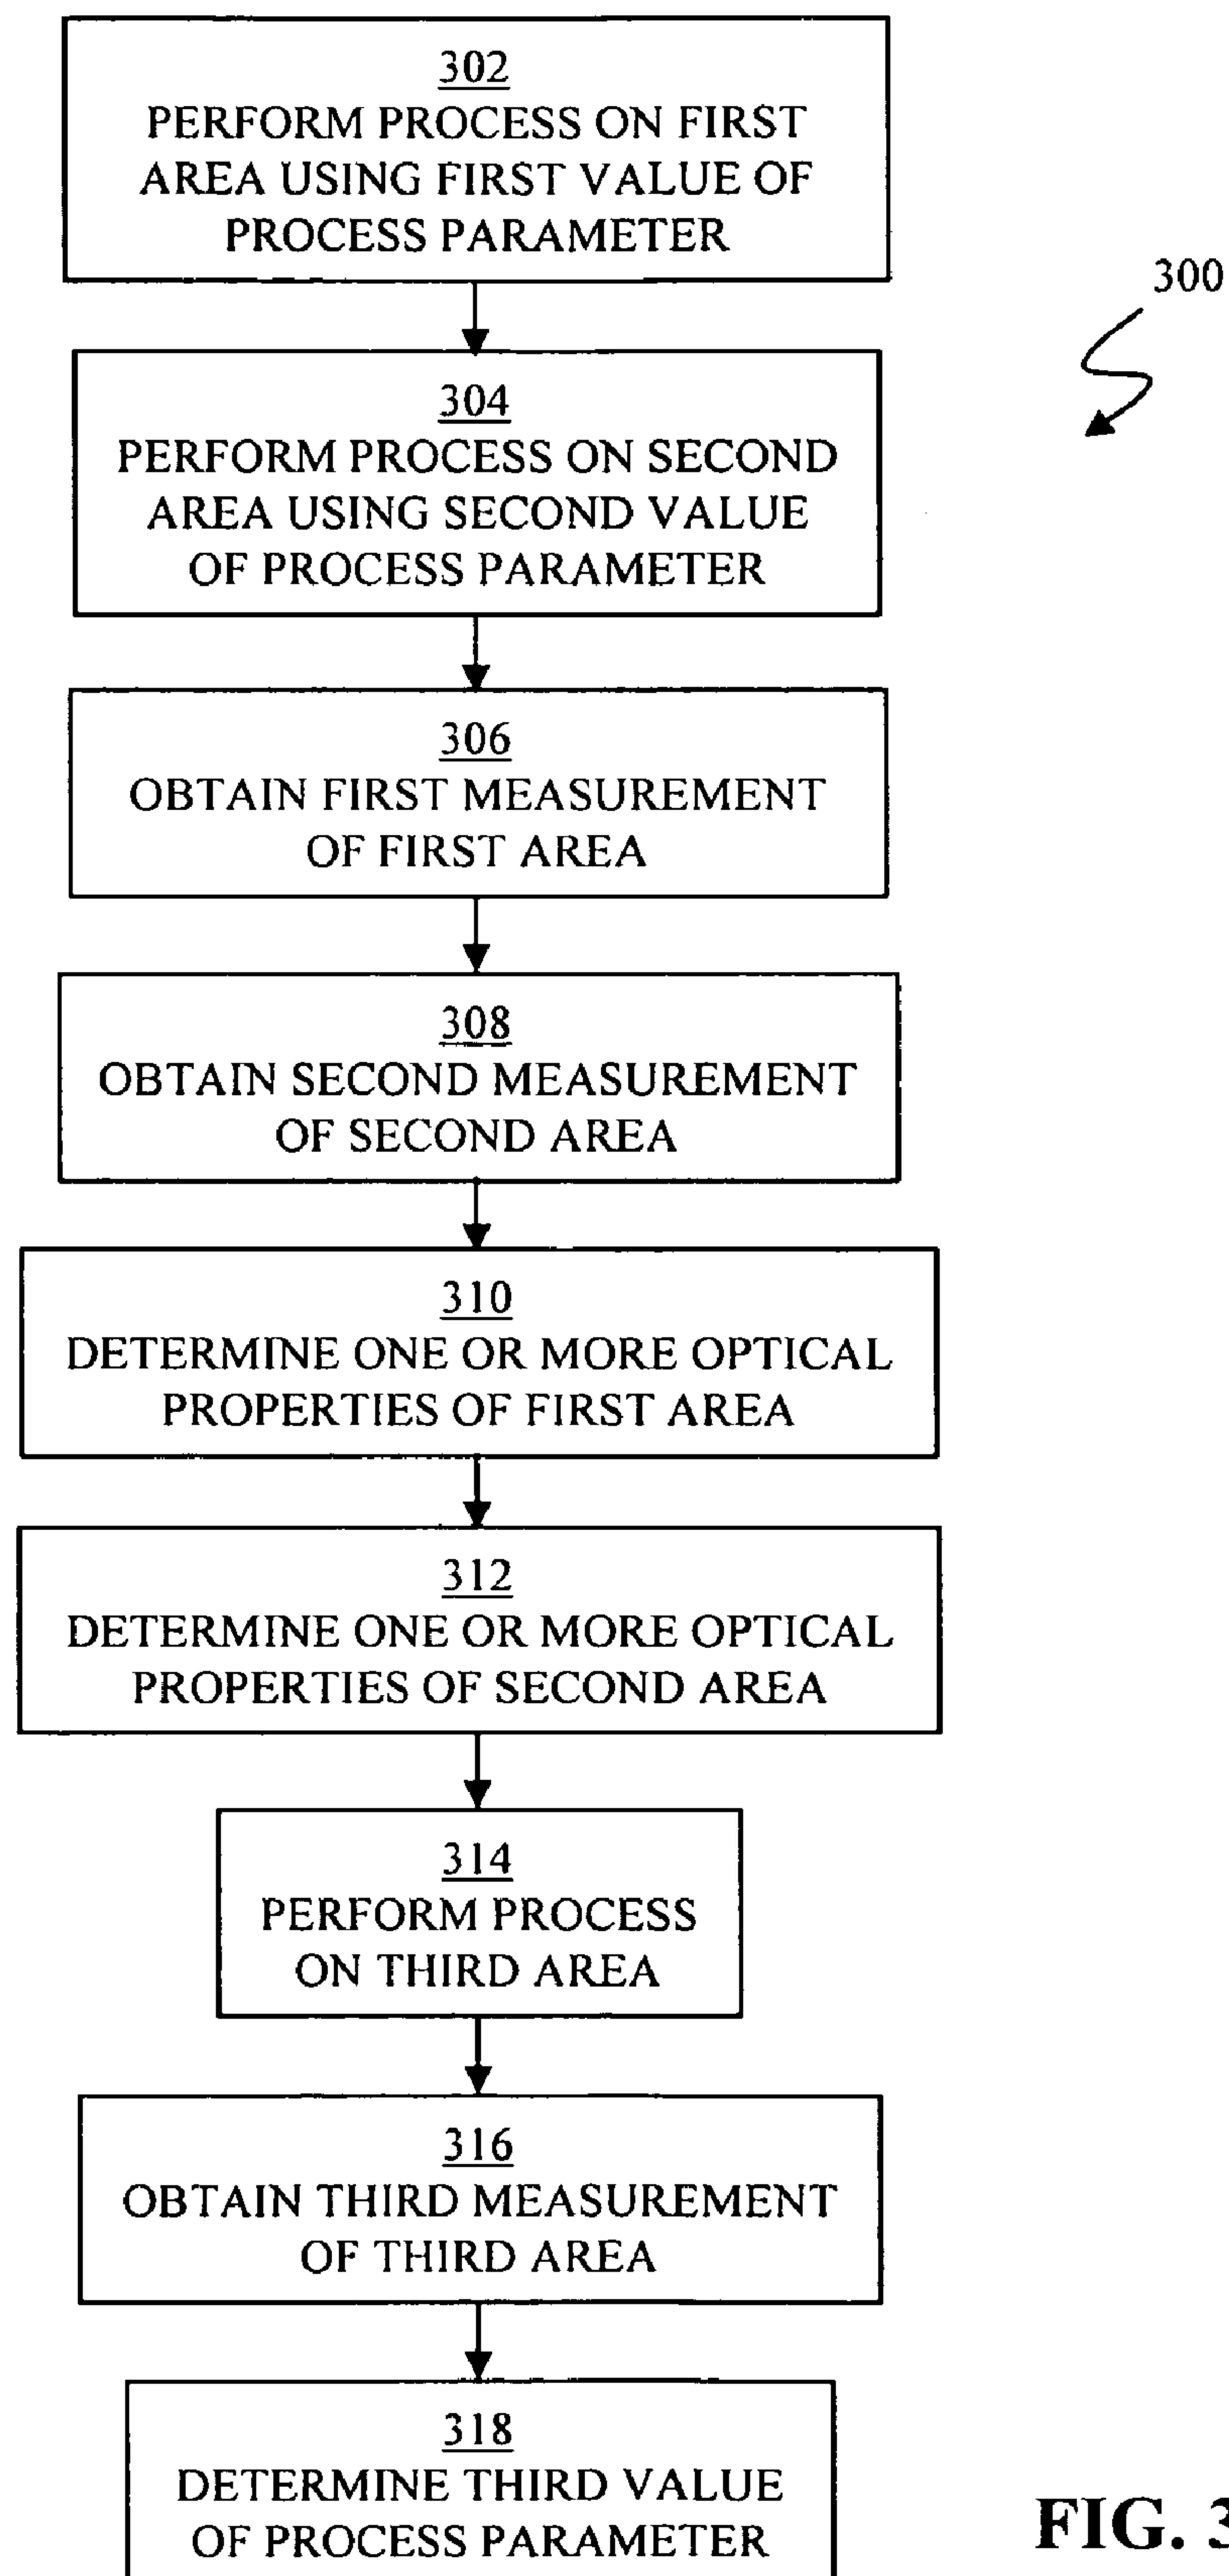 302
PERFORM PROCESS ON FIRST
AREA USING FIRST VALUE OF
PROCESS PARAMETER
300
304
PERFORM PROCESS ON SECOND
AREA USING SECOND VALUE
OF PROCESS PARAMETER
306
OBTAIN FIRST MEASUREMENT
OF FIRST AREA
308
OBTAIN SECOND MEASUREMENT
OF SECOND AREA
310
DETERMINE ONE OR MORE OPTICAL
PROPERTIES OF FIRST AREA
312
DETERMINE ONE OR MORE OPTICAL
PROPERTIES OF SECOND AREA
314
PERFORM PROCESS
ON THIRD AREA
316
OBTAIN THIRD MEASUREMENT
OF THIRD AREA
318
DETERMINE THIRD VALUE
OF PROCESS PARAMETER
FIG. 3